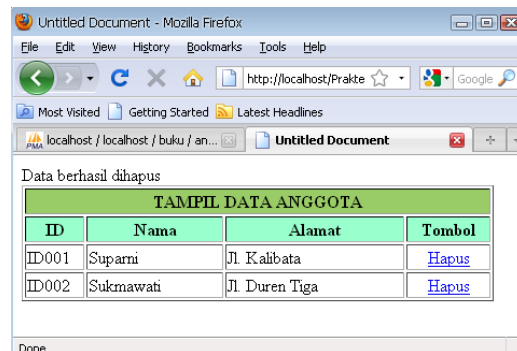 Untitled Document - Mozilla Firefox
File Edit View History Bookmarks Tools Help
http://localhost/Prakte Google
Most Visited Getting Started Latest Headlines
PMA localhost / localhost / buku / an... Untitled Document
Data berhasil dihapus
TAMPIL DATA ANGGOTA
ID Nama Alamat Tombol
ID001 Suparni Jl. Kalibata Hapus
ID002 Sukmawati Jl. Duren Tiga Hapus
Done